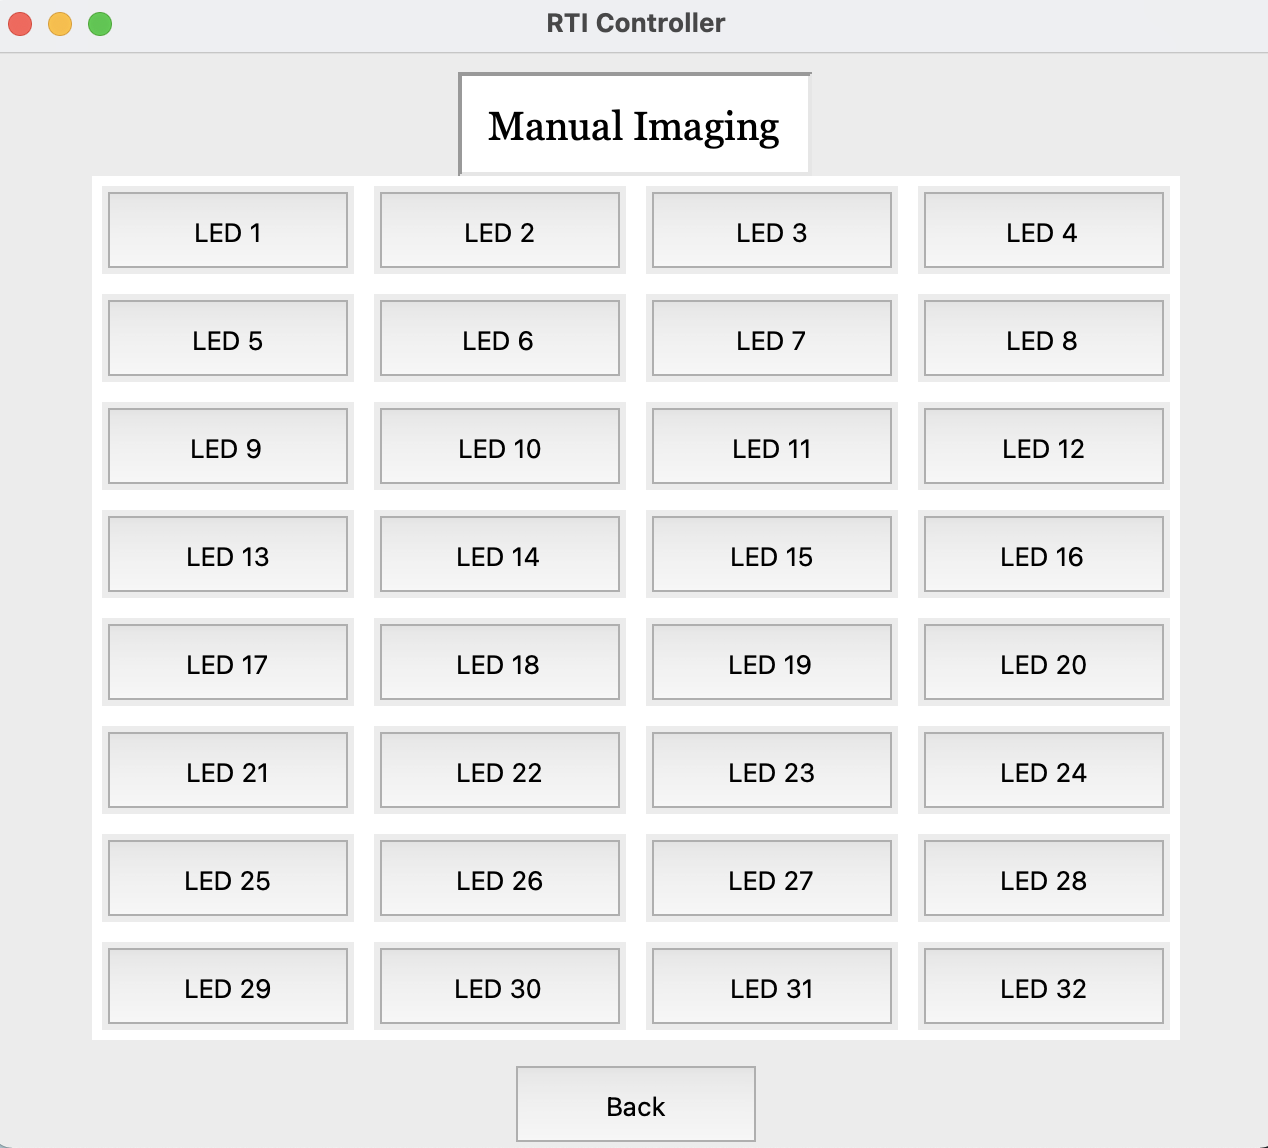 RTI Controller
Manual Imaging
LED 1 LED 2 LED 3 LED 4
LED 5 LED 6 LED 7 LED 8
LED 9 LED 10 LED 11 LED 12
LED 13 LED 14 LED 15 LED 16
LED 17 LED 18 LED 19 LED 20
LED 21 LED 22 LED 23 LED 24
LED 25 LED 26 LED 27 LED 28
LED 29 LED 30 LED 31 LED 32
Back